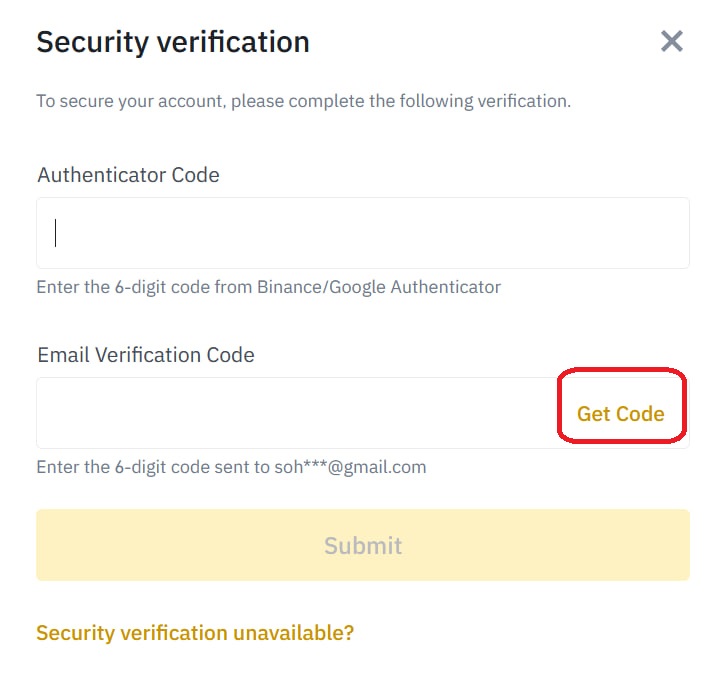 Security verification
To secure your account, please complete the following verification.
Authenticator Code
Enter the 6-digit code from Binance/Google Authenticator
Email Verification Code
Get Code
Enter the 6-digit code sent to soh***@gmail.com
Submit
Security verification unavailable?